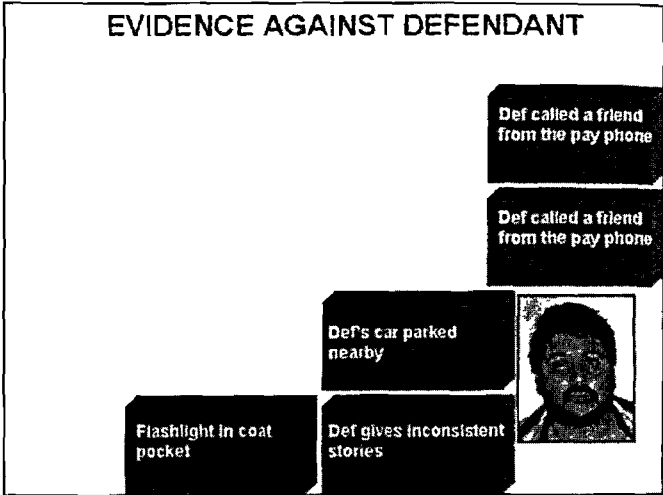 EVIDENCE AGAINST DEFENDANT
Def called a friend
from the pay phone
Def called a friend
from the pay phone
Def's car parked
nearby
Flashlight in coat
pocket
Def gives inconsistent
stories